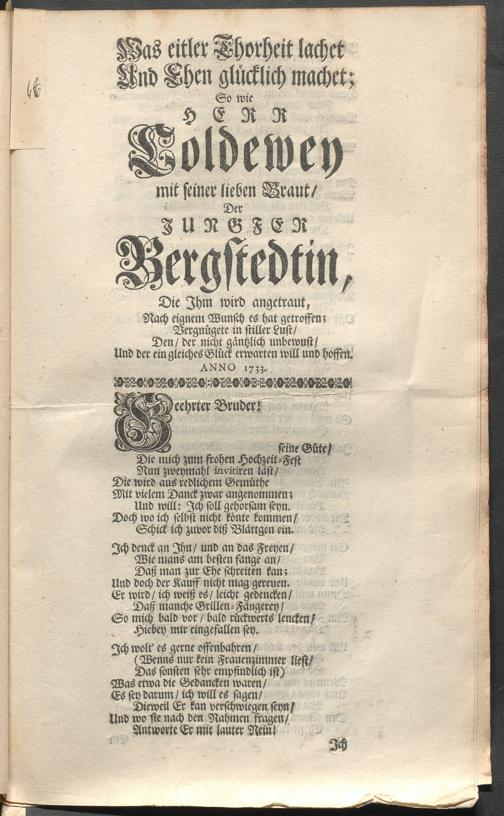 66
Was eitler Thorheit lachet
Und Ehen glücklich machet;
So wie
HERR
Coldewey
mit seiner lieben Braut/
Der
JUNGFER
Bergstedtin,
Die Ihm wird angetraut,
Nach eignem Wunsch es hat getroffen;
Vergnügete in stiller Lust/
Den/ der nicht gäntzlich unbewust/
Und der ein gleiches Glück erwarten will und hoffen.
ANNO 1733.
Geehrter Bruder!
seine Güte/
Die mich zum frohen Hochzeit-Fest
Nun zweymahl invitiren läst/
Die wird aus redlichem Gemüthe
Mit vielem Danck zwar angenommen;
Und will: Ich soll gehorsam seyn.
Doch wo ich selbst nicht könte kommen/
Schick ich zuvor diß Blättgen ein.
Ich denck an Ihn/ und an das Freyen/
Wie mans am besten fange an/
Daß man zur Ehe schreiten kan;
Und doch der Kauff nicht mag gereuen.
Er wird/ ich weiß es/ leicht gedencken/
Daß manche Grillen-Fängerey/
So mich bald vor/ bald rückwerts lencken/
Hiebey mir eingefallen sey.
Ich wolt' es gerne offenbahren/
(Wenns nur kein Frauenzimmer liest/
Das sonsten sehr empfindlich ist)
Was etwa die Gedancken waren/
Es sey darum/ ich will es sagen/
Dieweil Er kan verschwiegen seyn/
Und wo sie nach den Nahmen fragen/
Antworte Er mit lauter Nein!
Ich